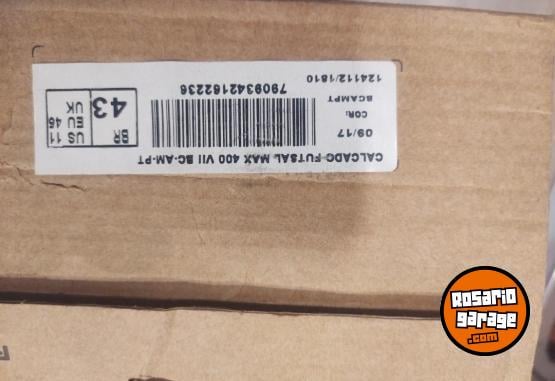 CALCADO FUTSAL MAX 400 VII BC-AM-PT
09/17
COR:
BCAMPT
124112/1810
7909342162236
BR
43
US 11
EU 46
UK
Rosario
garage
.com